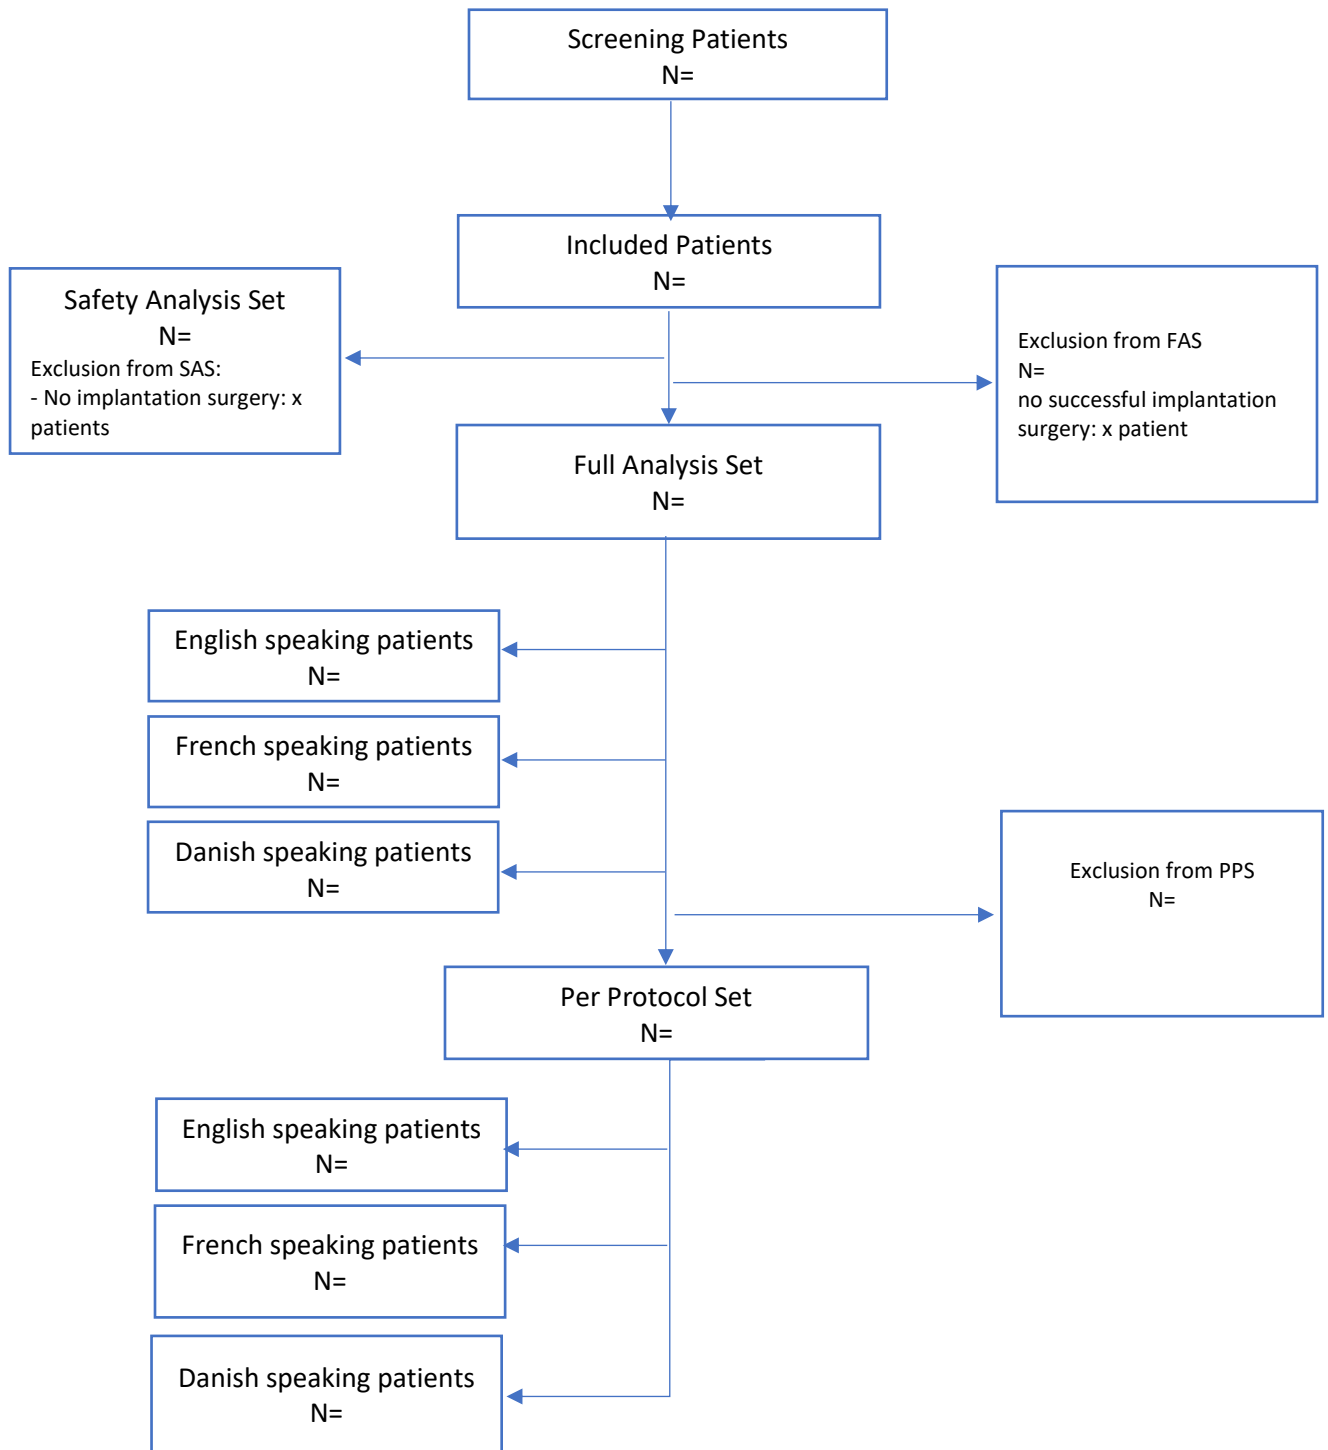 Screening Patients
N=
Included Patients
N=
Safety Analysis Set
N=
Exclusion from SAS:
- No implantation surgery: x
patients
Exclusion from FAS
N=
no successful implantation
surgery: x patient
Full Analysis Set
N=
English speaking patients
N=
French speaking patients
N=
Danish speaking patients
N=
Exclusion from PPS
N=
Per Protocol Set
N=
English speaking patients
N=
French speaking patients
N=
Danish speaking patients
N=